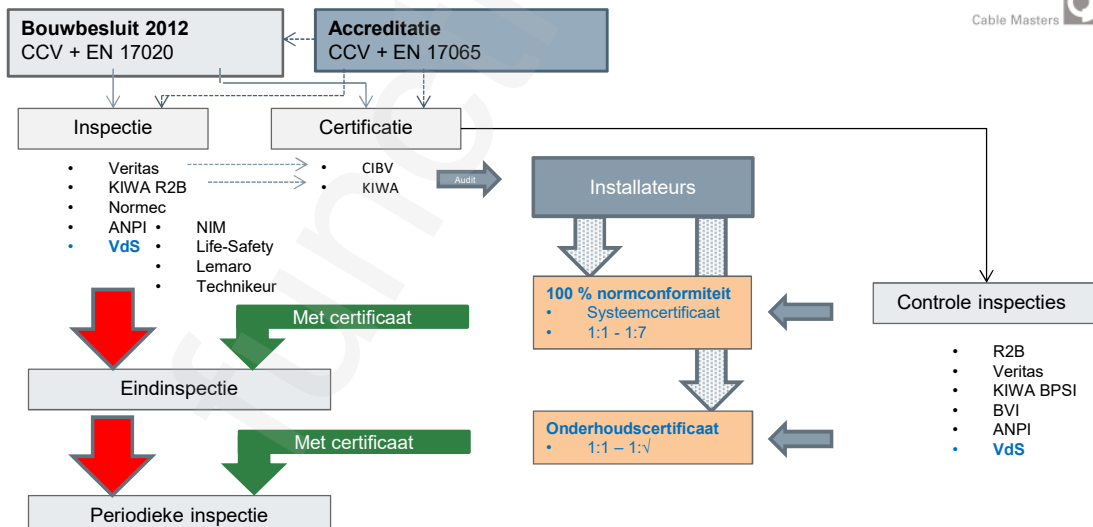 Bouwbesluit 2012
CCV + EN 17020
Accreditatie
CCV + EN 17065
Cable Masters
Inspectie
Certificatie
• Veritas
• KIWA R2B
• Normec
• ANPI
• VdS
• NIM
• Life-Safety
• Lemaro
• Technikeur
• CIBV
• KIWA
Audit
Installateurs
100 % normconformiteit
• Systeemcertificaat
• 1:1 - 1:7
Controle inspecties
• R2B
• Veritas
• KIWA BPSI
• BVI
• ANPI
• VdS
Met certificaat
Eindinspectie
Onderhoudscertificaat
• 1:1 – 1:√
Met certificaat
Periodieke inspectie